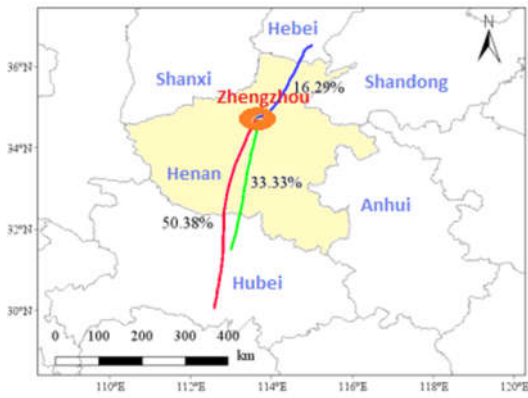 Hebei
N
36°N
Shanxi
Shandong
Zhengzhou
16.29%
34°N
Henan
33.33%
Anhui
50.38%
32°N
Hubei
30°N
0 100 200 300 400
km
110°E 112°E 114°E 116°E 118°E 120°E